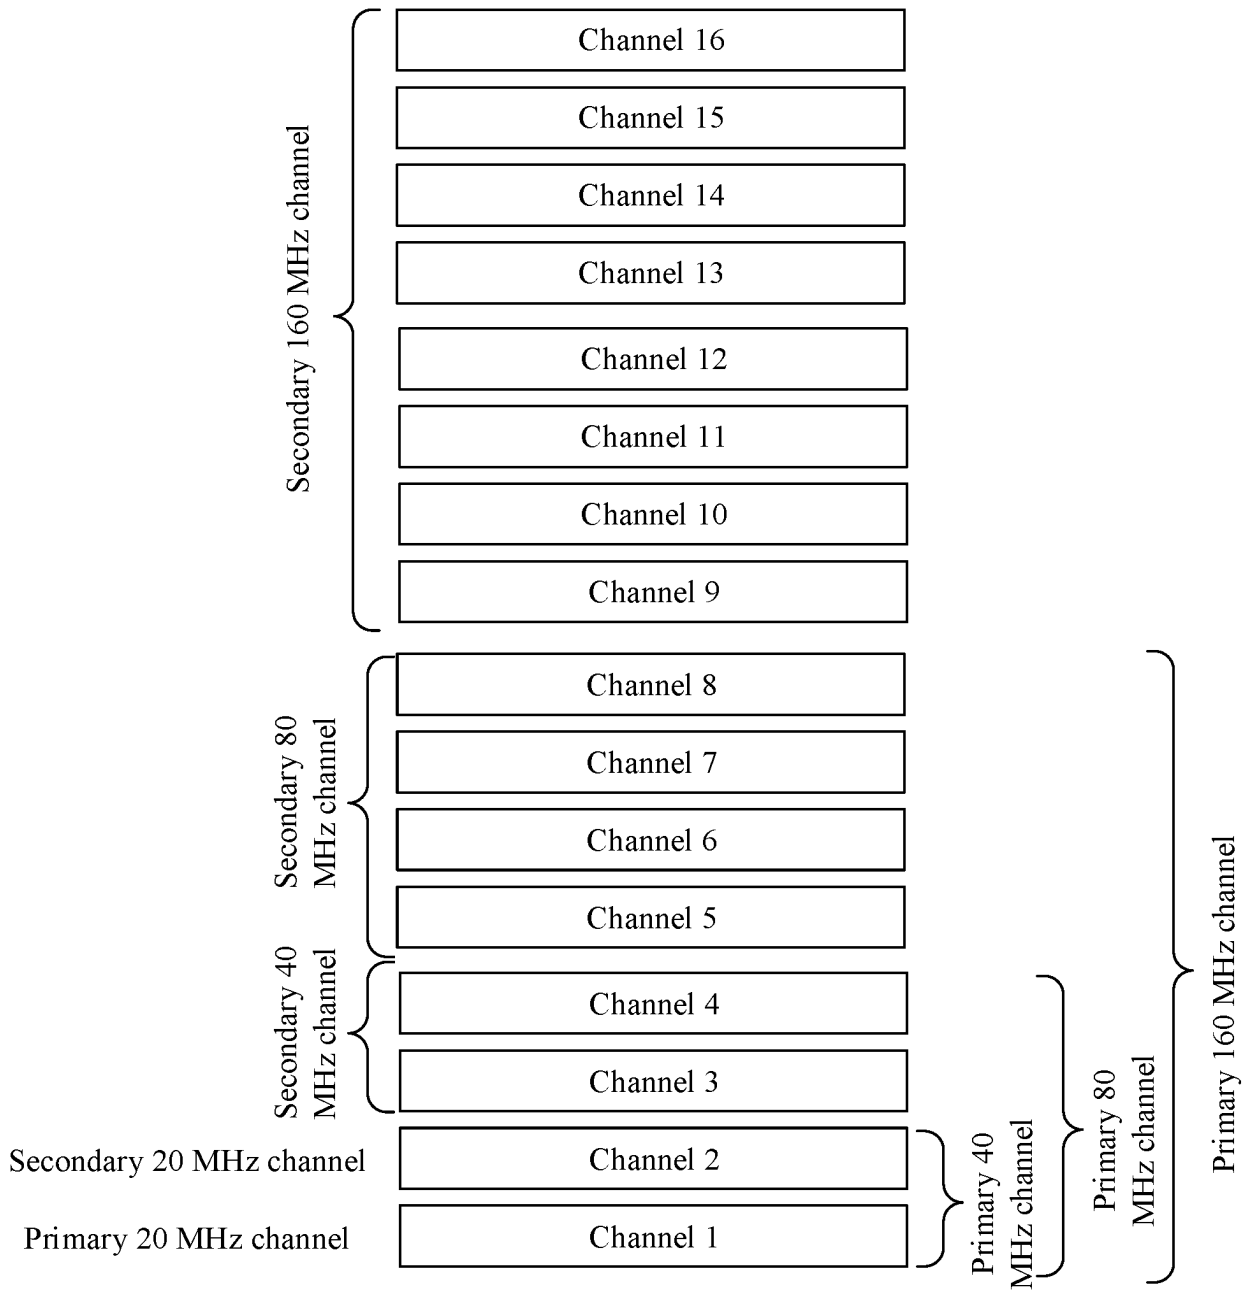 Channel 16
Channel 15
Channel 14
Channel 13
Channel 12
Channel 11
Channel 10
Channel 9
Secondary 160 MHz channel
Channel 8
Channel 7
Channel 6
Channel 5
Secondary 80
MHz channel
Channel 4
Channel 3
Secondary 40
MHz channel
Secondary 20 MHz channel
Channel 2
Primary 20 MHz channel
Channel 1
Primary 40
MHz channel
Primary 80
MHz channel
Primary 160 MHz channel